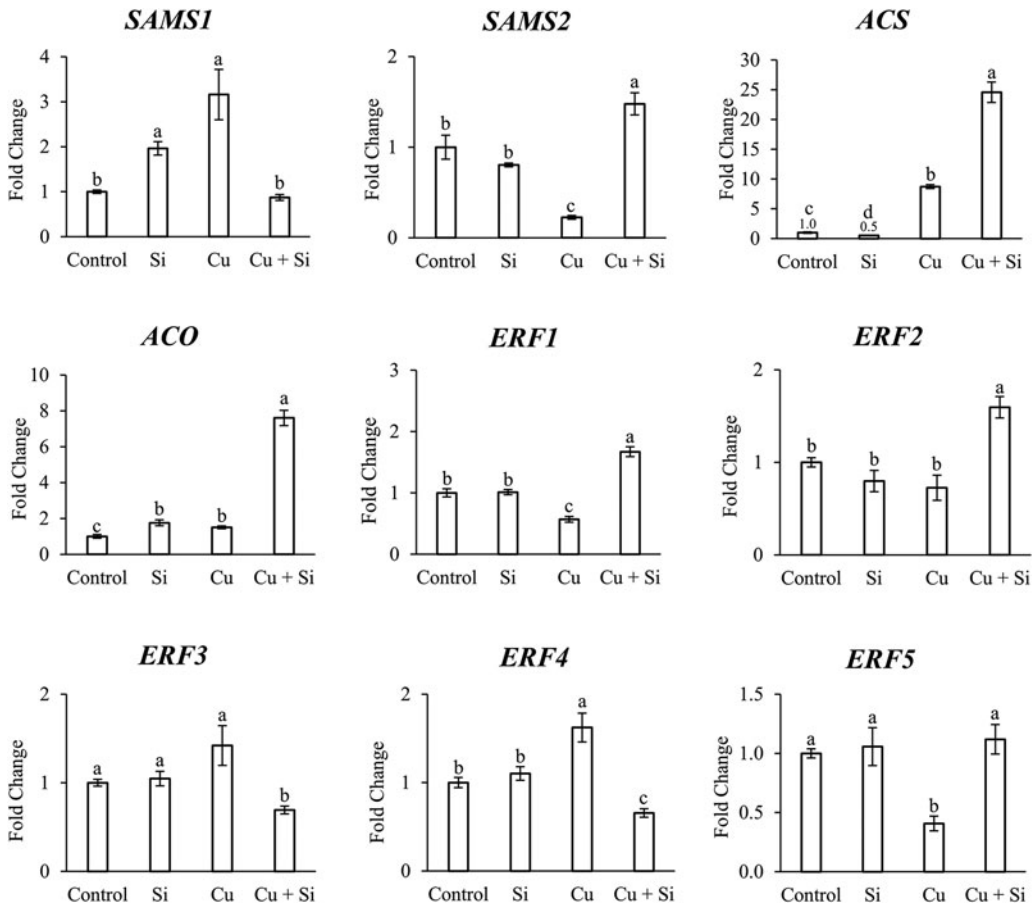 SAMS1
Fold Change
4
3
2
1
0
b
a
a
b
Control Si Cu Cu + Si
SAMS2
Fold Change
2
1
0
b
b
c
a
Control Si Cu Cu + Si
ACS
Fold Change
30
25
20
15
10
5
0
c
1.0
d
0.5
b
a
Control Si Cu Cu + Si
ACO
Fold Change
10
8
6
4
2
0
c
b
b
a
Control Si Cu Cu + Si
ERF1
Fold Change
3
2
1
0
b
b
c
a
Control Si Cu Cu + Si
ERF2
Fold Change
2
1
0
b
b
b
a
Control Si Cu Cu + Si
ERF3
Fold Change
2
1
0
a
a
a
b
Control Si Cu Cu + Si
ERF4
Fold Change
2
1
0
b
b
a
c
Control Si Cu Cu + Si
ERF5
Fold Change
1.5
1.0
0.5
0.0
a
a
b
a
Control Si Cu Cu + Si